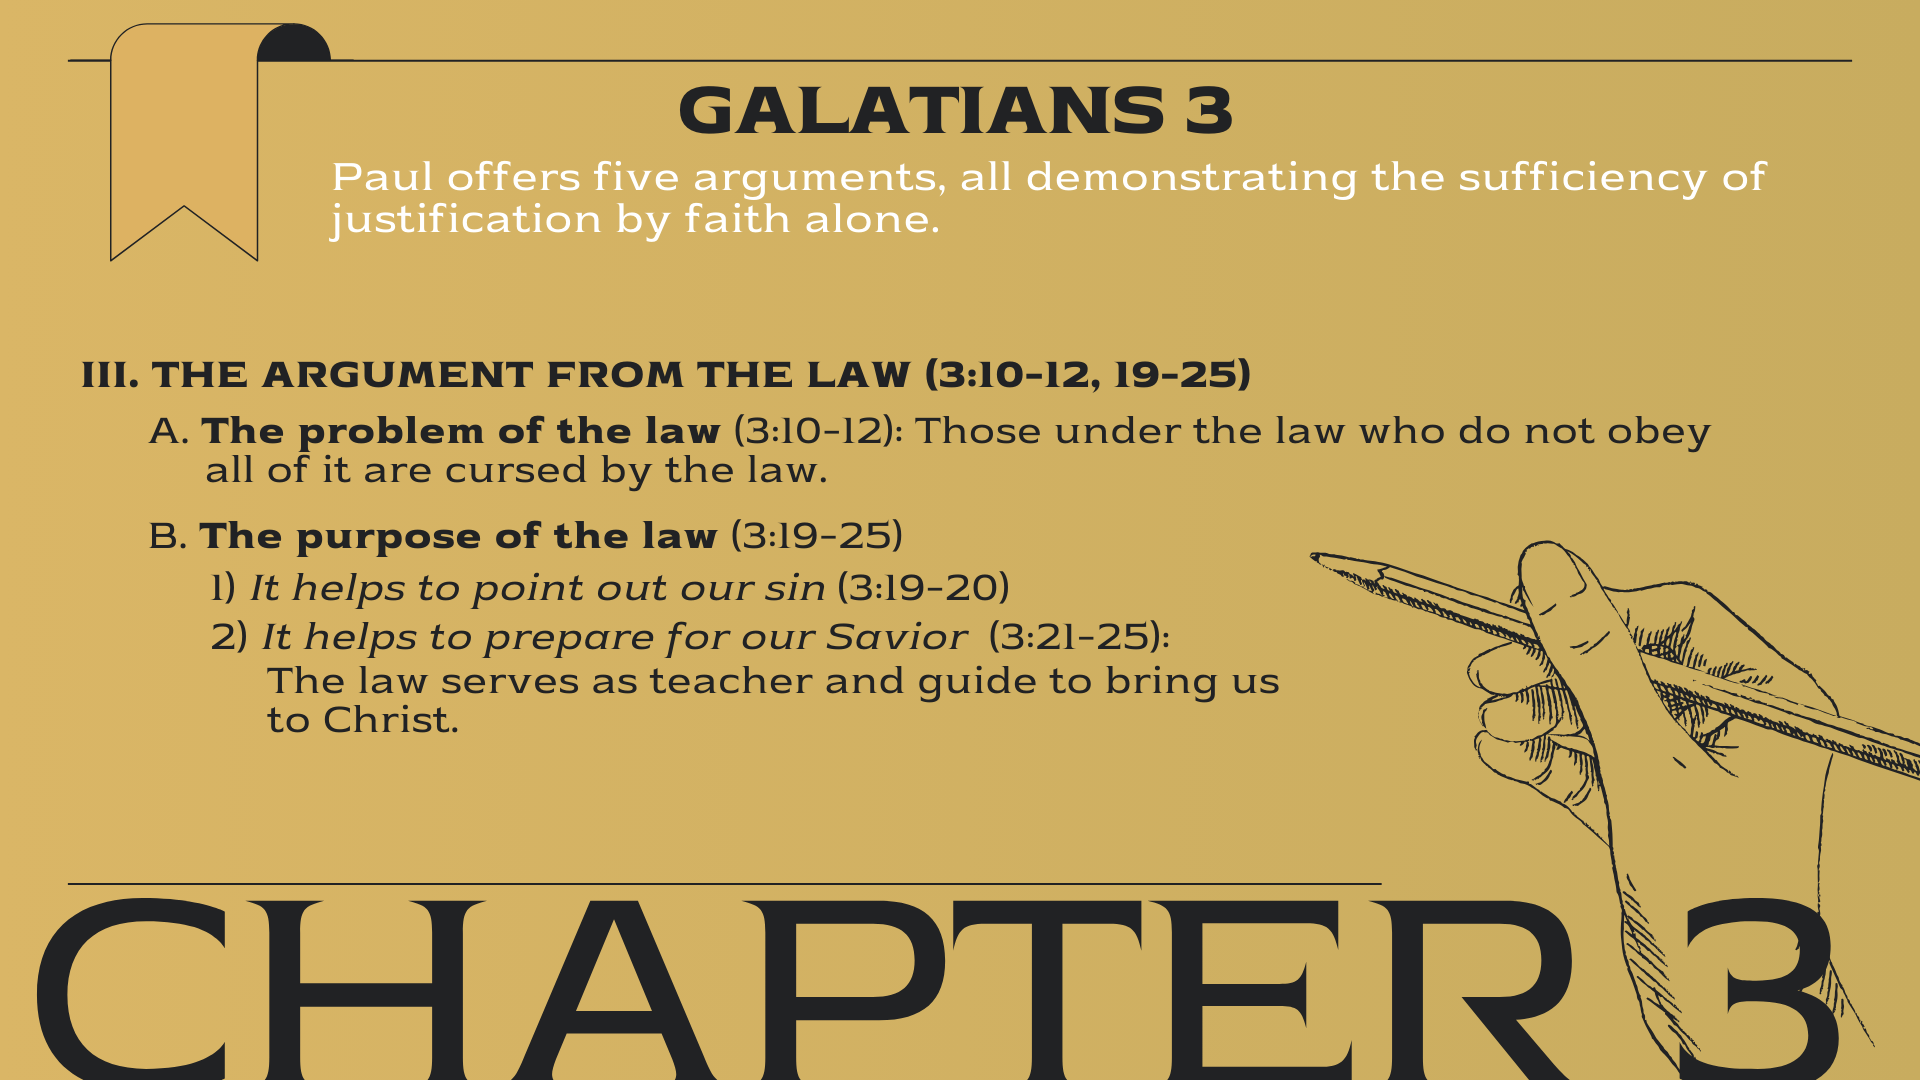 GALATIANS 3
Paul offers five arguments, all demonstrating the sufficiency of
justification by faith alone.
III. THE ARGUMENT FROM THE LAW (3:10-12, 19-25)
A. The problem of the law (3:10-12): Those under the law who do not obey
all of it are cursed by the law.
B. The purpose of the law (3:19-25)
1) It helps to point out our sin (3:19-20)
2) It helps to prepare for our Savior (3:21-25):
The law serves as teacher and guide to bring us
to Christ.
CHAPTER 3